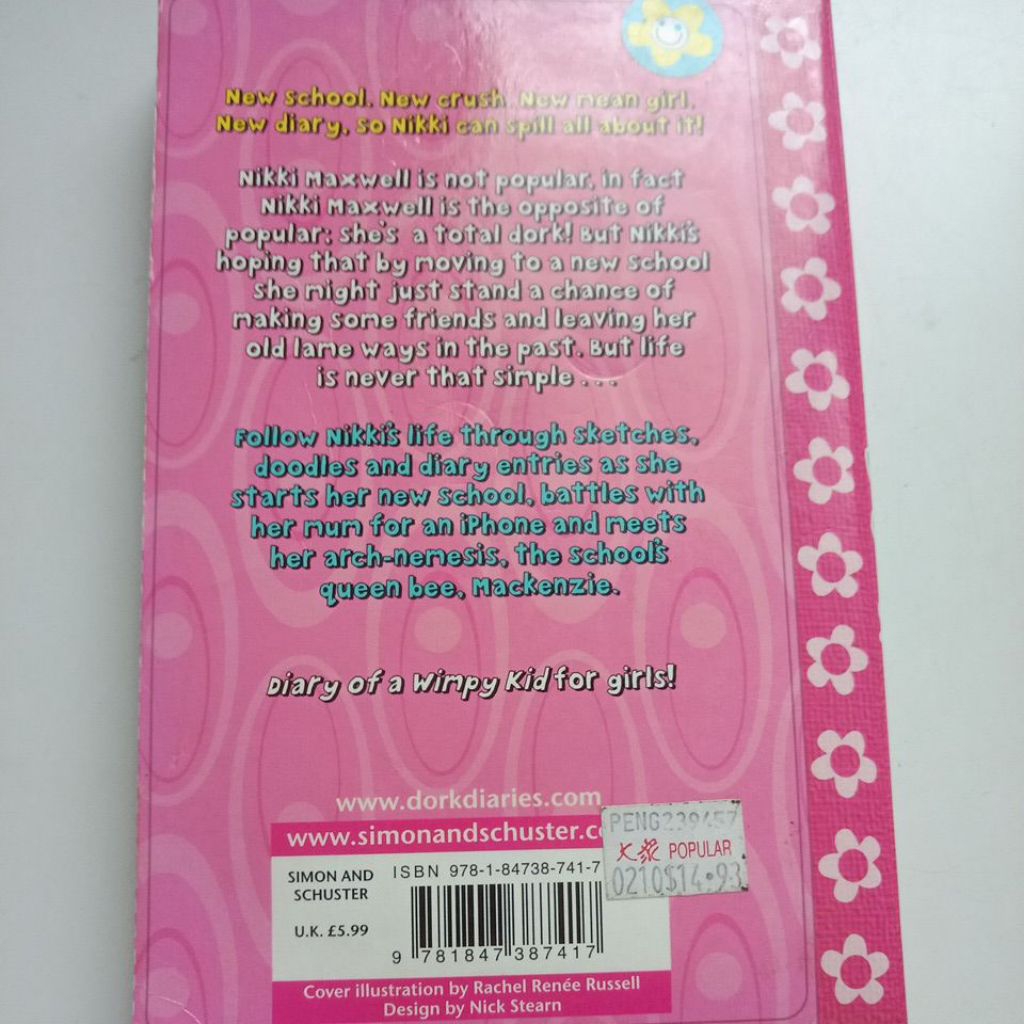 New school. New crush. New mean girl.
New diary, so Nikki can spill all about it!
Nikki Maxwell is not popular, in fact
Nikki Maxwell is the opposite of
popular; she's a total dork! But Nikki's
hoping that by moving to a new school
she might just stand a chance of
making some friends and leaving her
old lame ways in the past. But life
is never that simple . . .
Follow Nikki's life through sketches,
doodles and diary entries as she
starts her new school, battles with
her mum for an iPhone and meets
her arch-nemesis, the school's
queen bee, Mackenzie.
Diary of a Wimpy Kid for girls!
www.dorkdiaries.com
www.simonandschuster.c
PENG239457
大衆 POPULAR
0210$14.93
SIMON AND
SCHUSTER
U.K. £5.99
ISBN 978-1-84738-741-7
9 781847 387417
Cover illustration by Rachel Renée Russell
Design by Nick Stearn